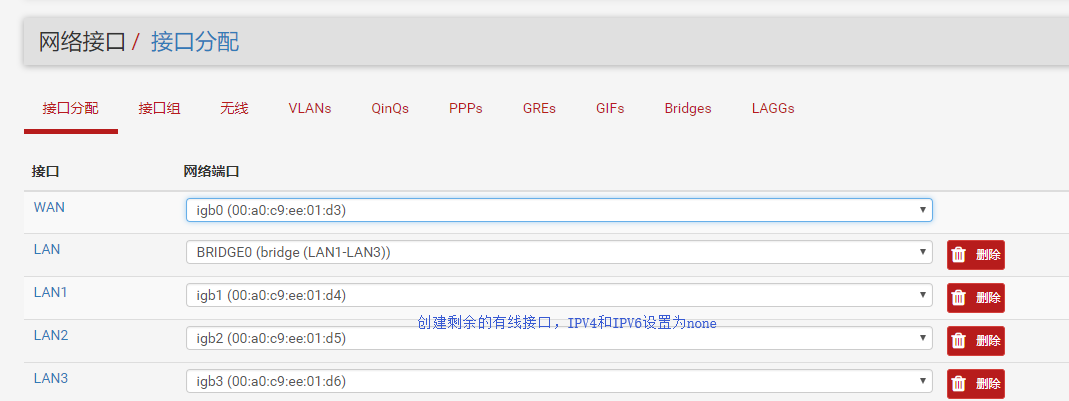 网络接口 / 接口分配
接口分配 接口组 无线 VLANs QinQs PPPs GREs GIFs Bridges LAGGs
接口 网络端口
WAN igb0 (00:a0:c9:ee:01:d3)
LAN BRIDGE0 (bridge (LAN1-LAN3)) 删除
LAN1 igb1 (00:a0:c9:ee:01:d4) 删除
创建剩余的有线接口，IPV4和IPV6设置为none
LAN2 igb2 (00:a0:c9:ee:01:d5) 删除
LAN3 igb3 (00:a0:c9:ee:01:d6) 删除